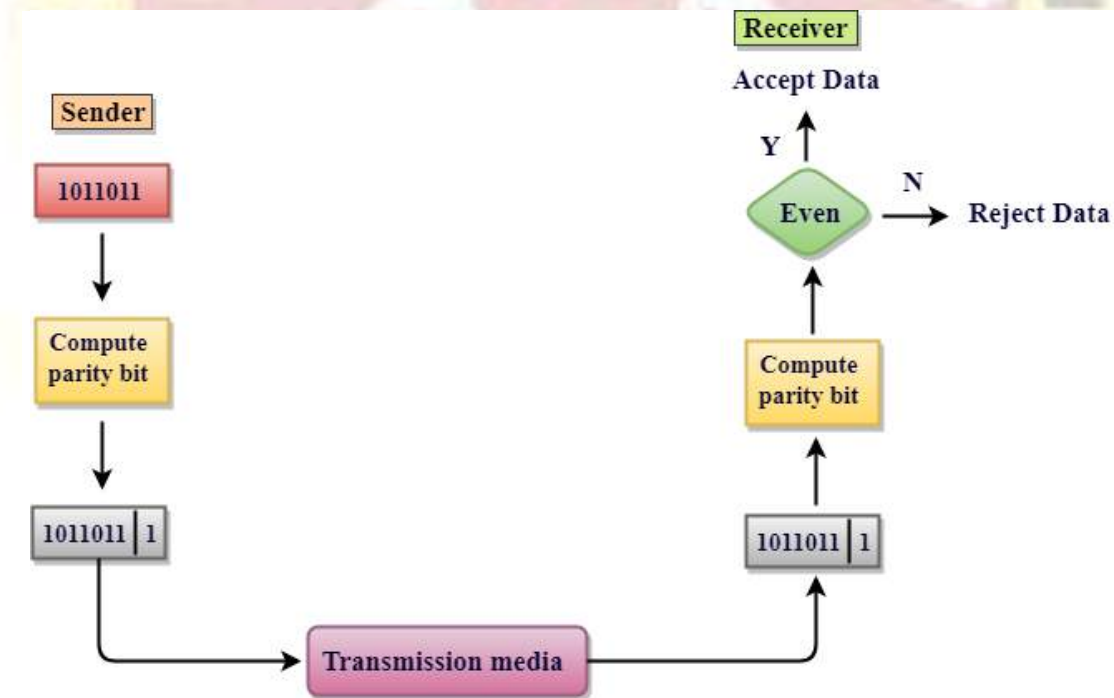 Sender
1011011
Compute
parity bit
1011011 | 1
Transmission media
Receiver
Accept Data
Y
Even
N
Reject Data
Compute
parity bit
1011011 | 1